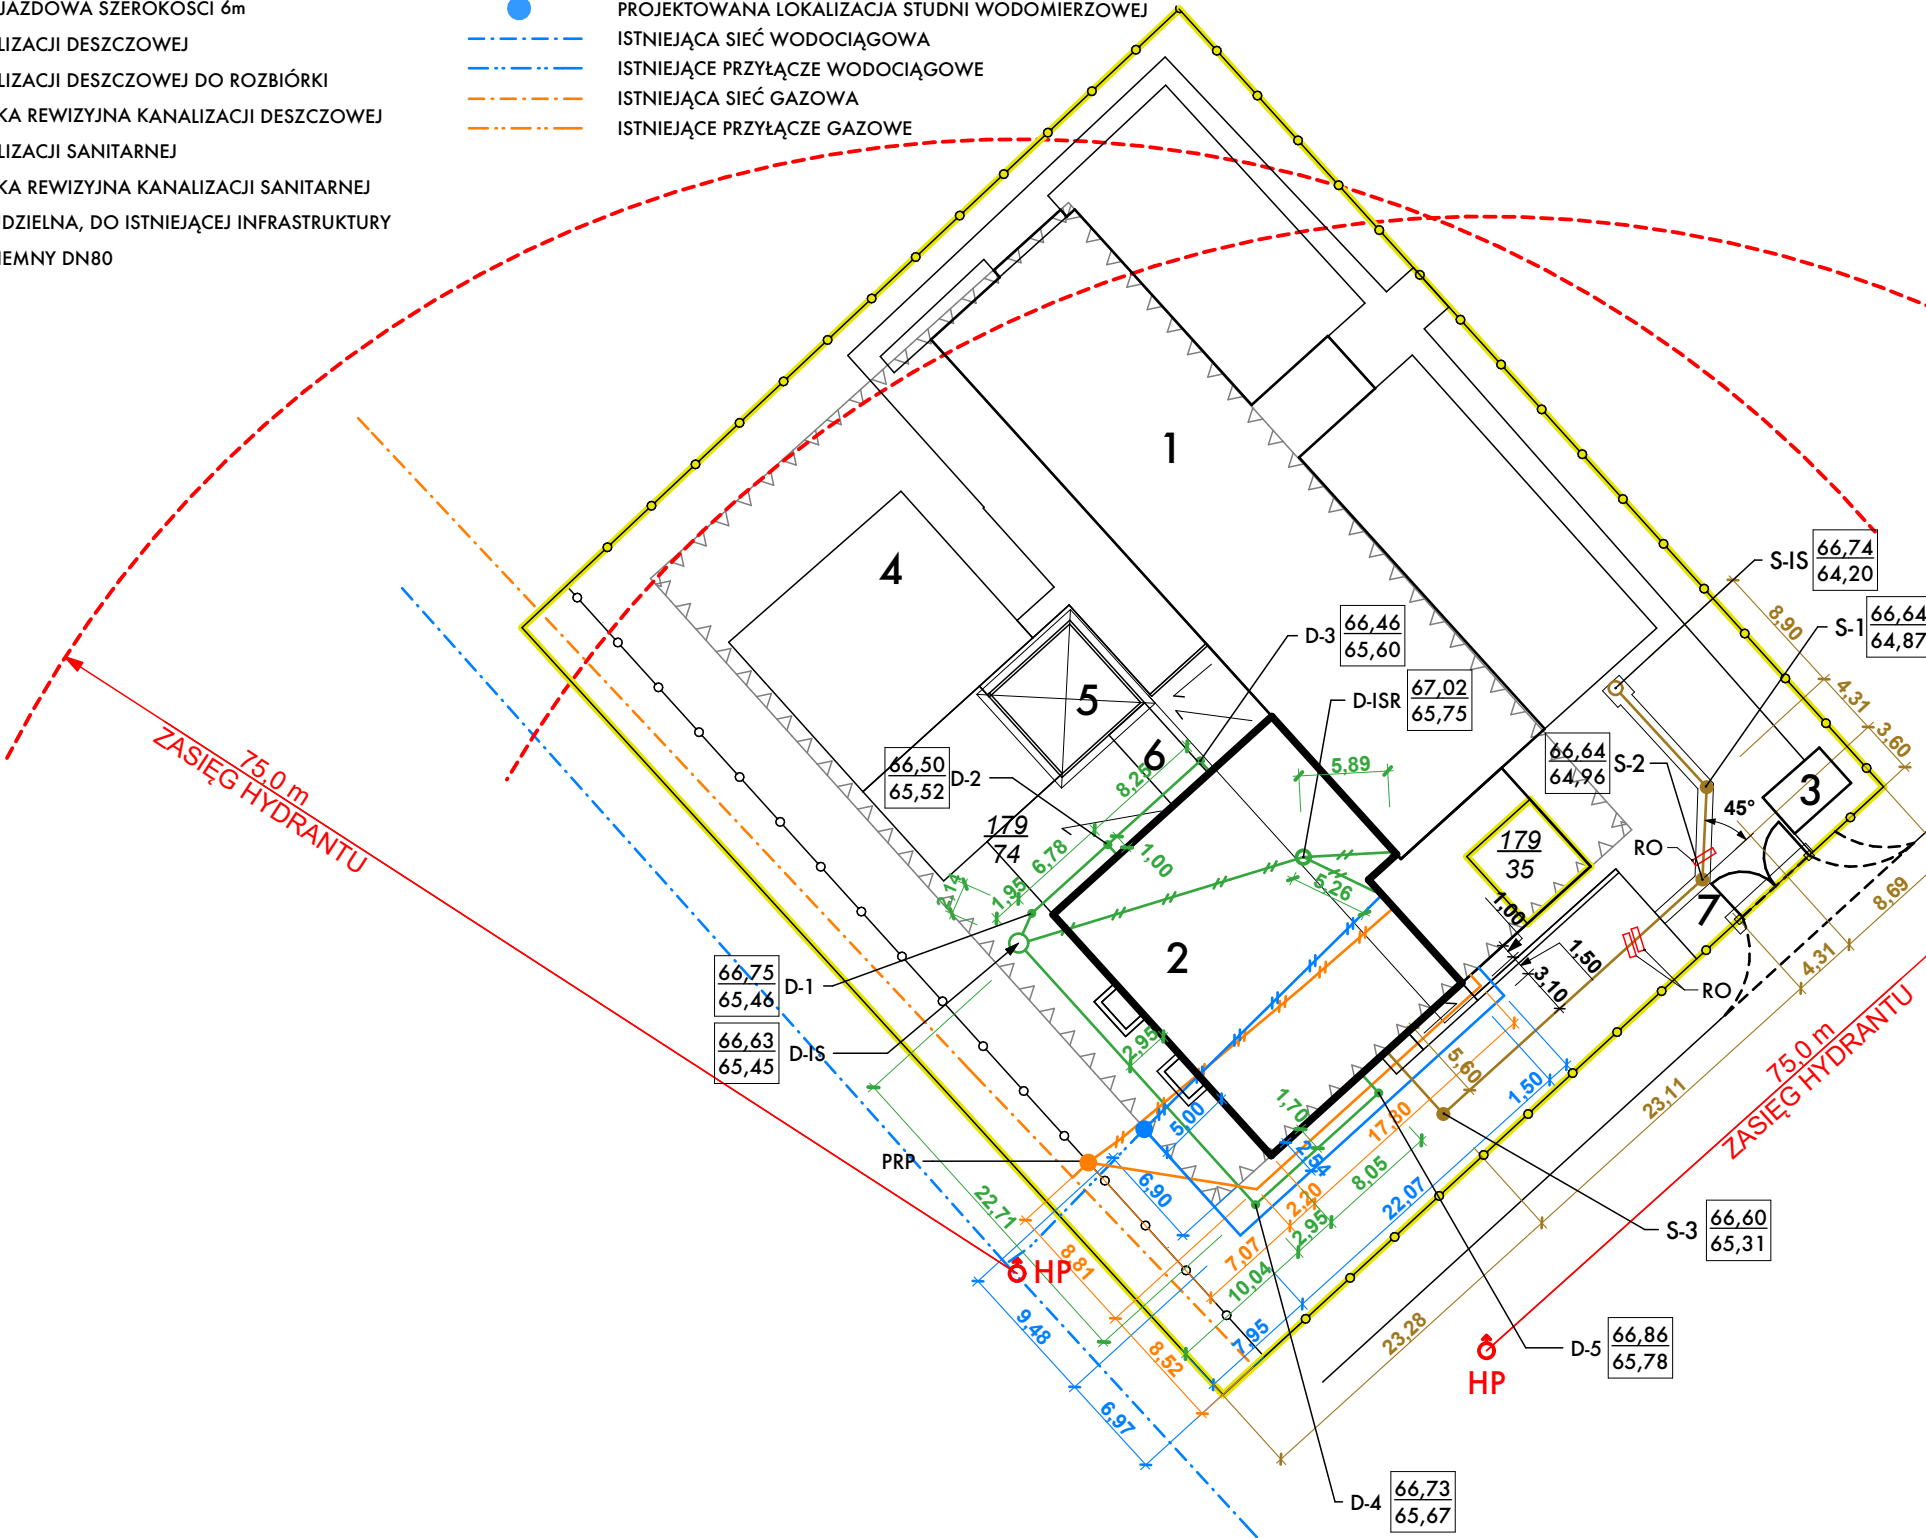 JAZDOWA SZEROKOŚCI 6m
LIZACJI DESZCZOWEJ
LIZACJI DESZCZOWEJ DO ROZBIÓRKI
KA REWIZYJNA KANALIZACJI DESZCZOWEJ
LIZACJI SANITARNEJ
KA REWIZYJNA KANALIZACJI SANITARNEJ
DZIELNA, DO ISTNIEJĄCEJ INFRASTRUKTURY
IEMNY DN80
PROJEKTOWANA LOKALIZACJA STUDNI WODOMIERZOWEJ
ISTNIEJĄCA SIEĆ WODOCIĄGOWA
ISTNIEJĄCE PRZYŁĄCZE WODOCIĄGOWE
ISTNIEJĄCA SIEĆ GAZOWA
ISTNIEJĄCE PRZYŁĄCZE GAZOWE
1
4
5
6
2
3
7
S-IS 66,74
64,20
S-1 66,64
64,87
D-3 66,46
65,60
D-ISR 67,02
65,75
66,64 S-2
64,96
66,50 D-2
65,52
179
74
179
35
66,75 D-1
65,46
66,63 D-IS
65,45
S-3 66,60
65,31
D-5 66,86
65,78
D-4 66,73
65,67
75,0 m
ZASIĘG HYDRANTU
75,0 m
ZASIĘG HYDRANTU
8,90
4,31
3,60
45°
RO
RO
8,69
4,31
23,11
23,28
5,60
5,89
5,26
8,25
6,78
1,00
1,95
2,14
2,95
22,71
1,00
1,50
3,10
1,50
1,70
2,54
17,80
8,05
22,07
2,20
2,95
7,07
10,04
7,95
5,00
6,90
8,81
8,52
9,48
6,97
PRP
HP
HP